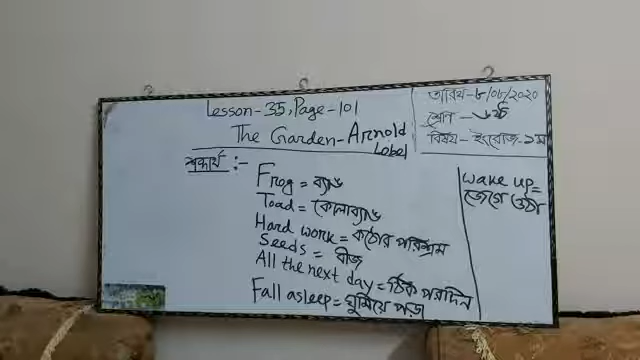 Lesson-35, Page-101
The Garden-Arnold
Lobel
তারিখ-৮/০৮/২০২০
শ্রেণি-৬ষ্ঠ
বিষয়-ইংরেজি-১ম
শব্দার্থ :-
Frog = ব্যাঙ
Toad = কোলাব্যাঙ
Hard work = কঠোর পরিশ্রম
Seeds = বীজ
All the next day = ঠিক পরদিন
Fall asleep = ঘুমিয়ে পড়া
Wake up =
জেগে ওঠা